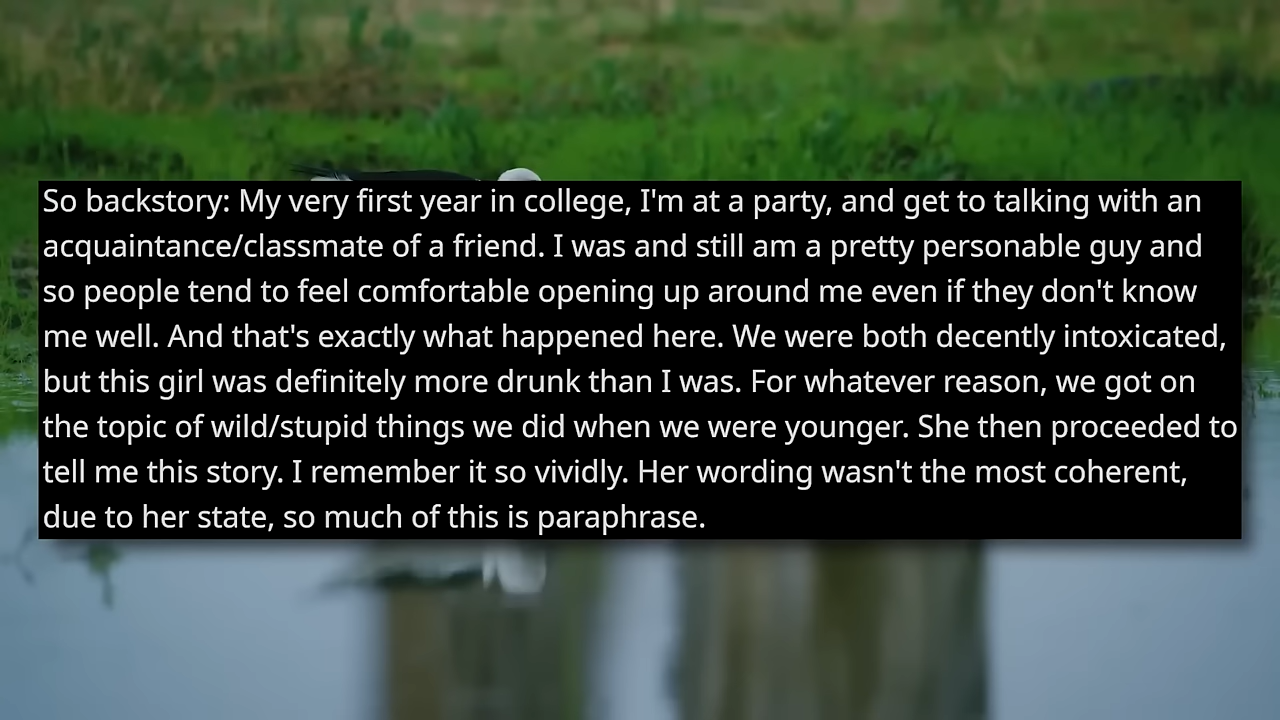 So backstory: My very first year in college, I'm at a party, and get to talking with an
acquaintance/classmate of a friend. I was and still am a pretty personable guy and
so people tend to feel comfortable opening up around me even if they don't know
me well. And that's exactly what happened here. We were both decently intoxicated,
but this girl was definitely more drunk than I was. For whatever reason, we got on
the topic of wild/stupid things we did when we were younger. She then proceeded to
tell me this story. I remember it so vividly. Her wording wasn't the most coherent,
due to her state, so much of this is paraphrase.